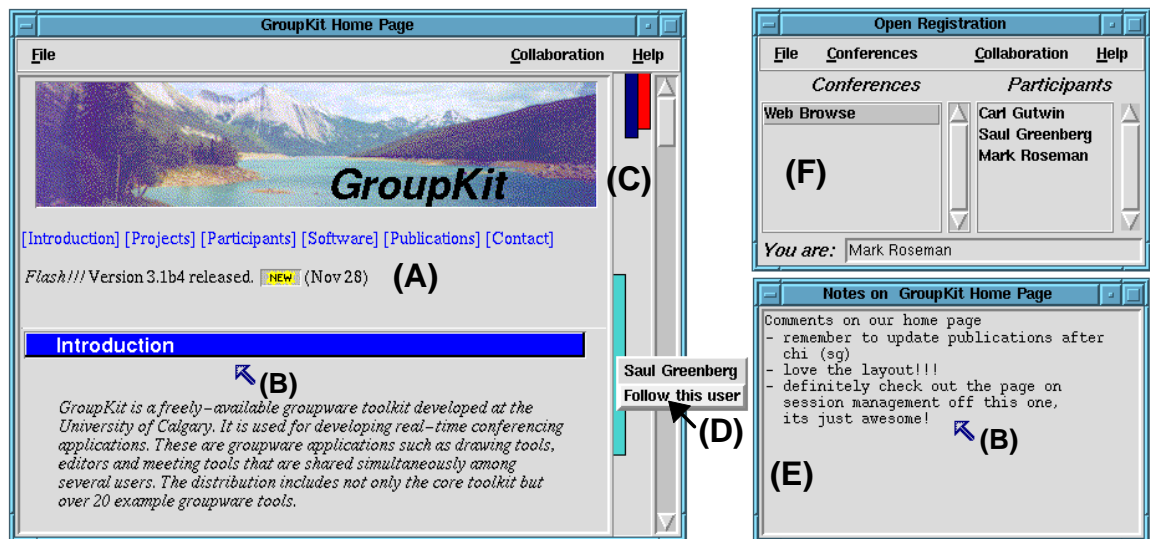 GroupKit Home Page
File Collaboration Help
GroupKit
(C)
[Introduction] [Projects] [Participants] [Software] [Publications] [Contact]
Flash!!! Version 3.1b4 released. NEW (Nov 28)
(A)
Introduction
(B)
GroupKit is a freely-available groupware toolkit developed at the
University of Calgary. It is used for developing real-time conferencing
applications. These are groupware applications such as drawing tools,
editors and meeting tools that are shared simultaneously among
several users. The distribution includes not only the core toolkit but
over 20 example groupware tools.
Saul Greenberg
Follow this user
(D)
Open Registration
File Conferences Collaboration Help
Conferences Participants
Web Browse
(F)
Carl Gutwin
Saul Greenberg
Mark Roseman
You are: Mark Roseman
Notes on GroupKit Home Page
Comments on our home page
- remember to update publications after
chi (sg)
- love the layout!!!
- definitely check out the page on
session management off this one,
its just awesome!
(B)
(E)